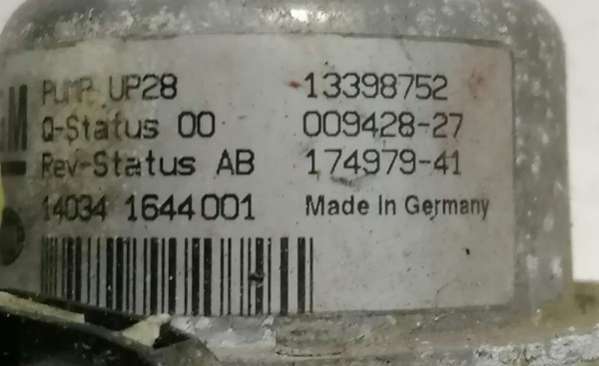 PUMP UP28 13398752
Q-Status 00 009428-27
Rev-Status AB 174979-41
14034 1644001 Made In Germany